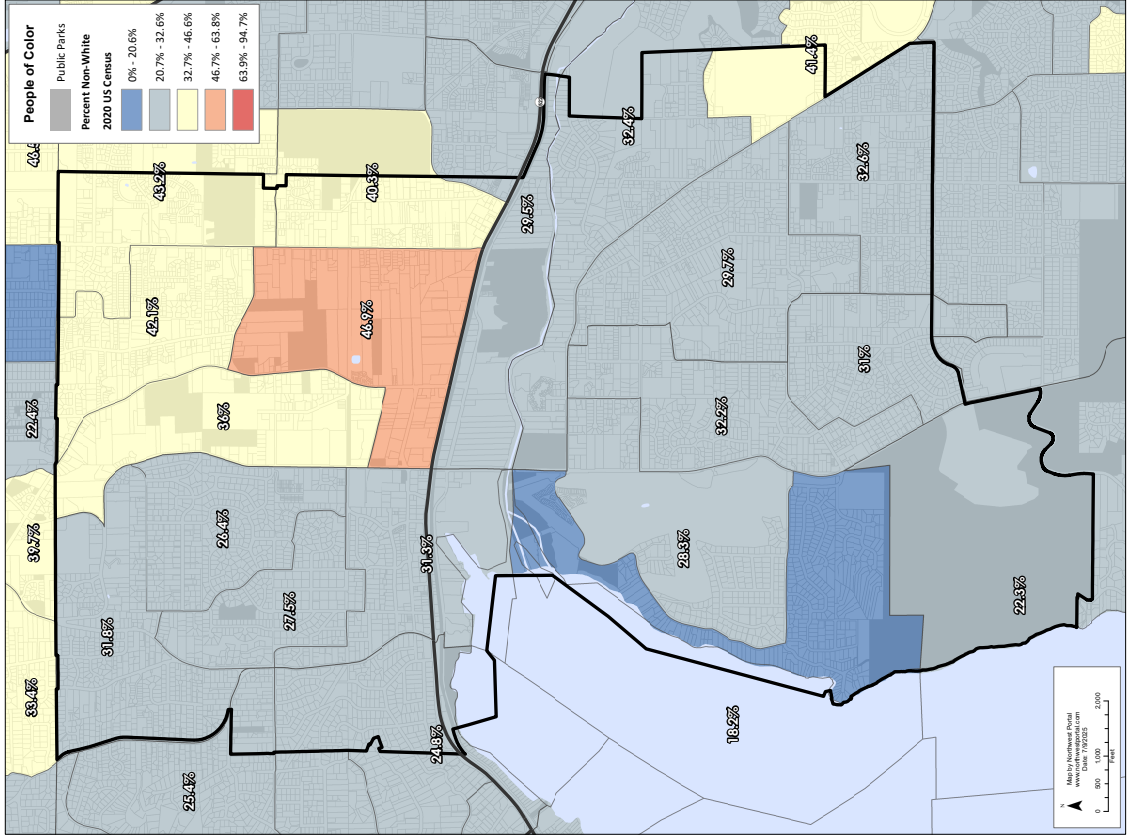 People of Color
Public Parks
Percent Non-White
2020 US Census
0% - 20.6%
20.7% - 32.6%
32.7% - 46.6%
46.7% - 63.8%
63.9% - 94.7%
33.4%
39.7%
22.4%
31.8%
42.1%
43.2%
25.4%
26.4%
36%
27.5%
46.9%
40.3%
24.8%
31.3%
29.5%
32.4%
28.3%
18.2%
32.2%
29.7%
41.4%
31%
32.6%
22.3%
N
Map by Northwest Portal
www.northwestportal.com
Date: 7/9/2025
0 500 1,000 2,000
Feet